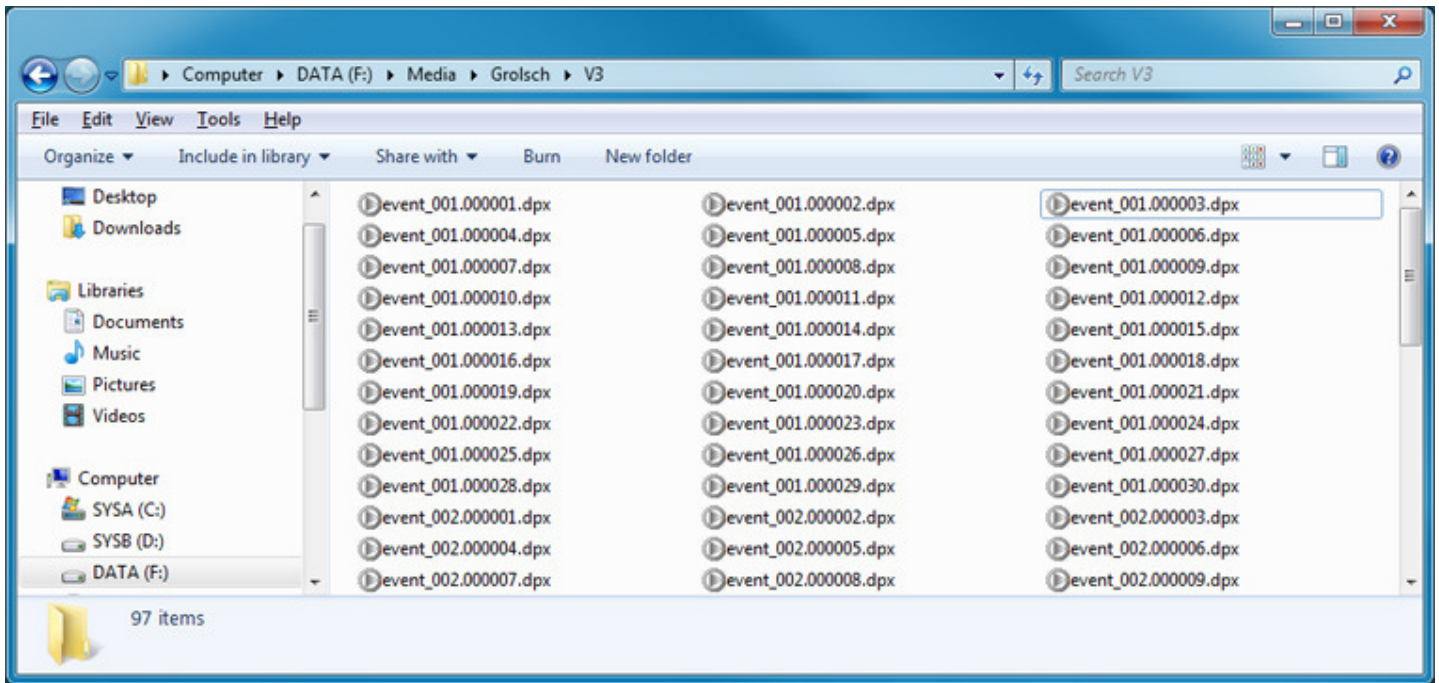 Computer DATA (F:) Media Grolsch V3 Search V3
File Edit View Tools Help
Organize Include in library Share with Burn New folder
Desktop
Downloads
Libraries
Documents
Music
Pictures
Videos
Computer
SYSA (C:)
SYSB (D:)
DATA (F:)
event_001.000001.dpx event_001.000002.dpx event_001.000003.dpx
event_001.000004.dpx event_001.000005.dpx event_001.000006.dpx
event_001.000007.dpx event_001.000008.dpx event_001.000009.dpx
event_001.000010.dpx event_001.000011.dpx event_001.000012.dpx
event_001.000013.dpx event_001.000014.dpx event_001.000015.dpx
event_001.000016.dpx event_001.000017.dpx event_001.000018.dpx
event_001.000019.dpx event_001.000020.dpx event_001.000021.dpx
event_001.000022.dpx event_001.000023.dpx event_001.000024.dpx
event_001.000025.dpx event_001.000026.dpx event_001.000027.dpx
event_001.000028.dpx event_001.000029.dpx event_001.000030.dpx
event_002.000001.dpx event_002.000002.dpx event_002.000003.dpx
event_002.000004.dpx event_002.000005.dpx event_002.000006.dpx
event_002.000007.dpx event_002.000008.dpx event_002.000009.dpx
97 items